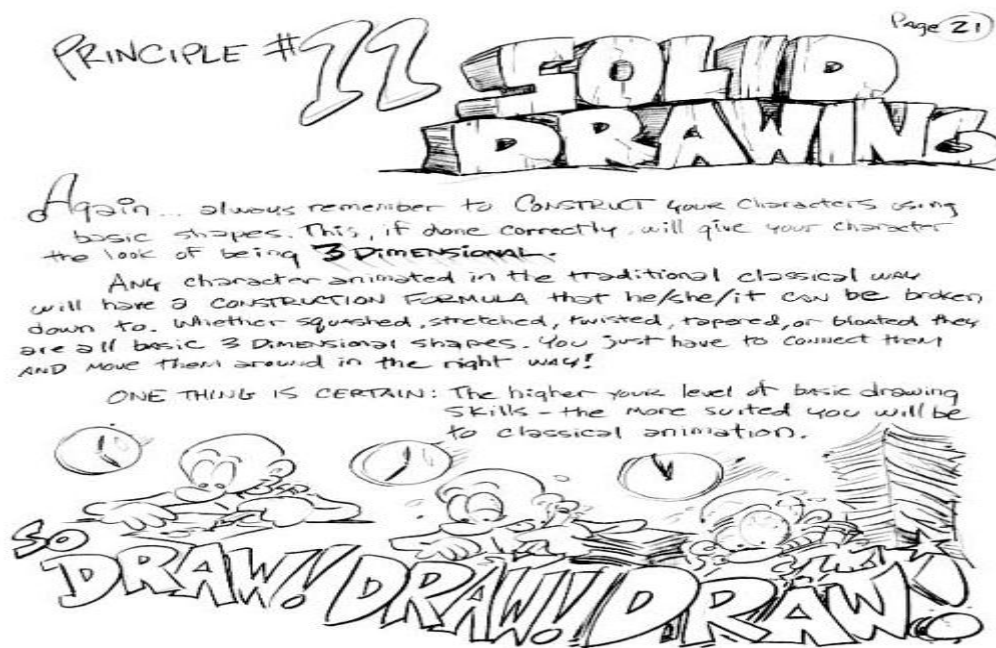 Page 21
PRINCIPLE #11 SOLID
DRAWING
Again... always remember to CONSTRUCT your characters using
basic shapes. This, if done correctly, will give your character
the look of being 3 DIMENSIONAL.
ANY character animated in the traditional classical way
will have a CONSTRUCTION FORMULA that he/she/it can be broken
down to. Whether squashed, stretched, twisted, tapered, or bloated they
are all basic 3 Dimensional shapes. You just have to connect them
AND move them around in the right way!
ONE THING IS CERTAIN: The higher your level of basic drawing
skills - the more suited you will be
to classical animation.
SO
DRAW! DRAW! DRAW!